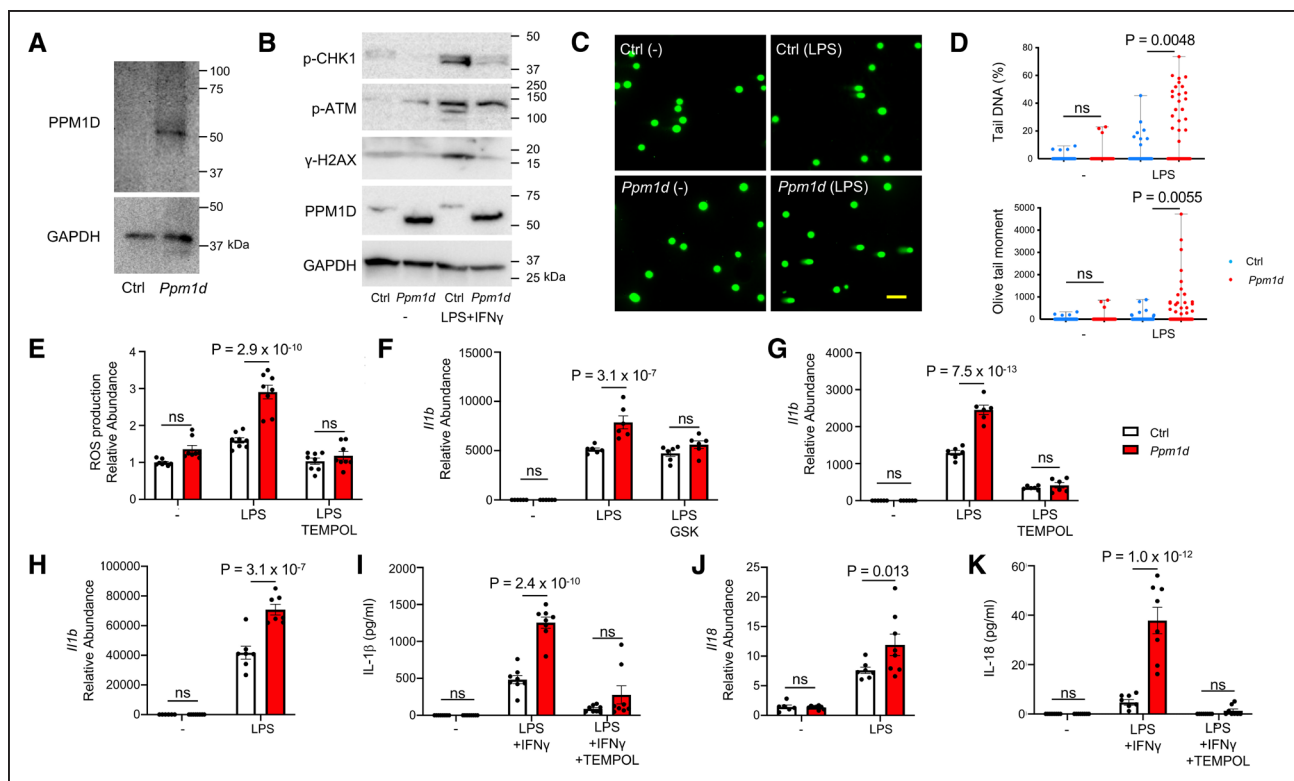 A
PPM1D
100
75
50
37
GAPDH
50
37 kDa
Ctrl Ppm1d
B
p-CHK1
50
37
p-ATM
250
150
100
γ-H2AX
20
15
PPM1D
75
50
GAPDH
37
25 kDa
Ctrl Ppm1d Ctrl Ppm1d
- LPS+IFNγ
C
Ctrl (-) Ctrl (LPS)
Ppm1d (-) Ppm1d (LPS)
D
P = 0.0048
Tail DNA (%)
80
60
40
20
0
ns
- LPS
P = 0.0055
Olive tail moment
5000
4000
3000
2000
1000
0
ns
- LPS
Ctrl
Ppm1d
E
P = 2.9 x 10-10
ROS production
Relative Abundance
4
3
2
1
0
ns
ns
- LPS LPS
TEMPOL
F
P = 3.1 x 10-7
Il1b
Relative Abundance
15000
10000
5000
0
ns
ns
- LPS LPS
GSK
G
P = 7.5 x 10-13
Il1b
Relative Abundance
4000
3000
2000
1000
0
ns
ns
- LPS LPS
TEMPOL
Ctrl
Ppm1d
H
P = 3.1 x 10-7
Il1b
Relative Abundance
100000
80000
60000
40000
20000
0
ns
- LPS
I
P = 2.4 x 10-10
IL-1β (pg/ml)
2000
1500
1000
500
0
ns
ns
- LPS LPS
+IFNγ +IFNγ
+TEMPOL
J
P = 0.013
Il18
Relative Abundance
25
20
15
10
5
0
ns
- LPS
K
P = 1.0 x 10-12
IL-18 (pg/ml)
60
40
20
0
ns
ns
- LPS LPS
+IFNγ +IFNγ
+TEMPOL